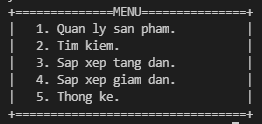 +==============MENU===============+
|   1. Quan ly san pham.          |
|   2. Tim kiem.                  |
|   3. Sap xep tang dan.          |
|   4. Sap xep giam dan.          |
|   5. Thong ke.                  |
+=================================+